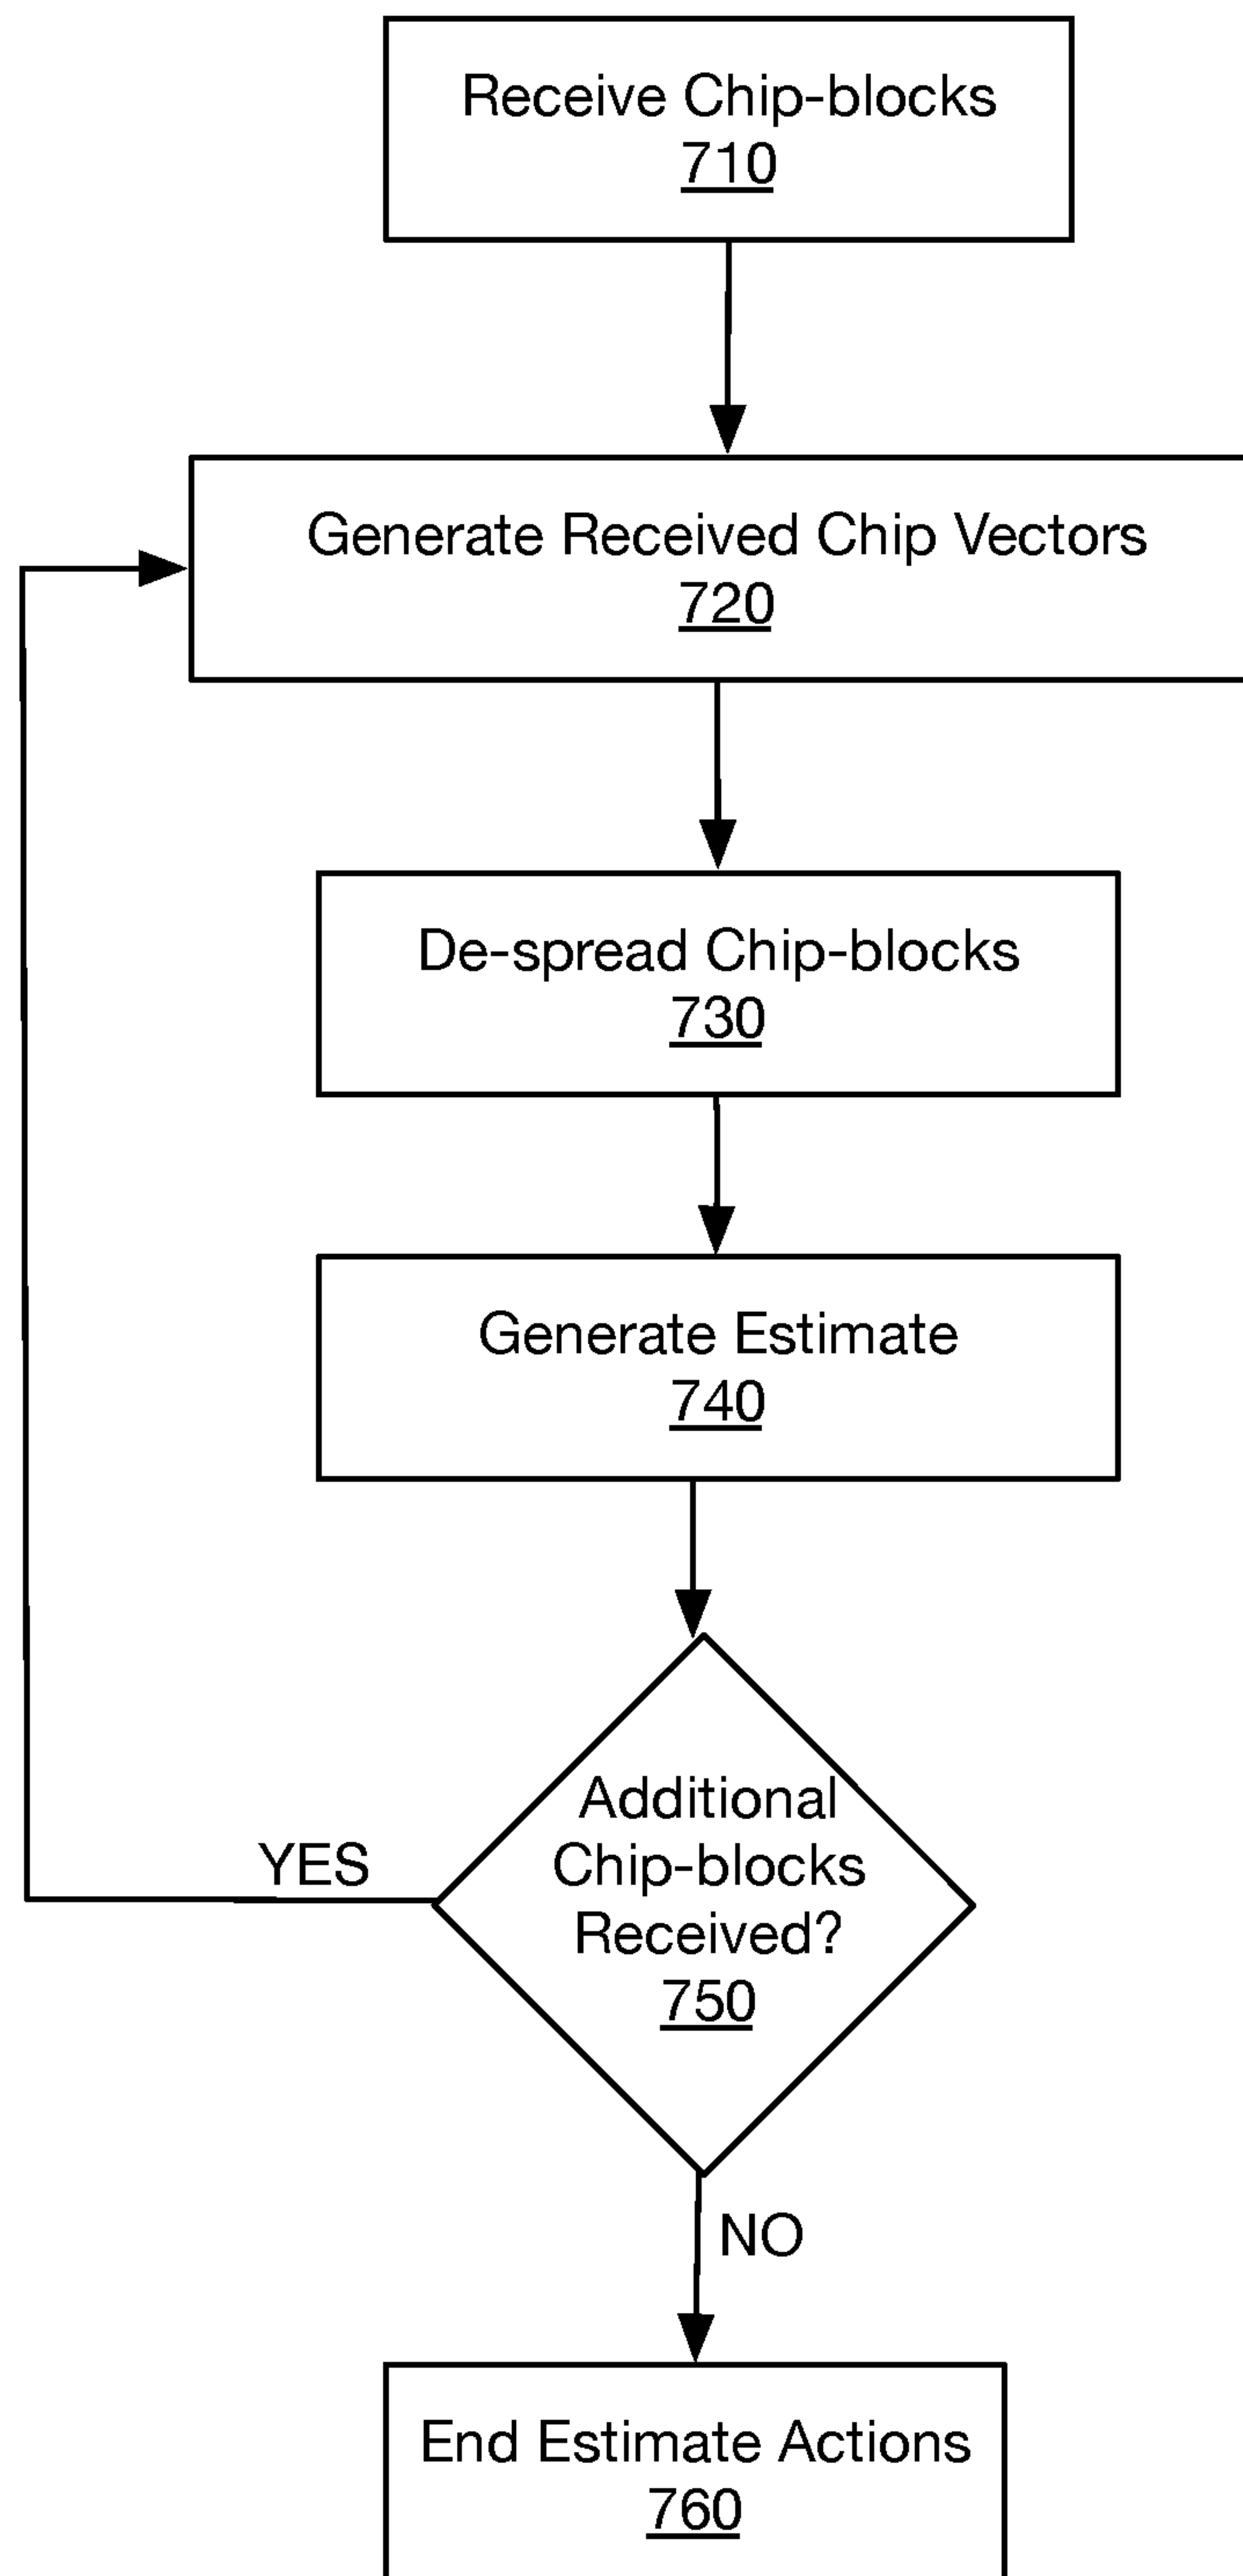 Receive Chip-blocks
710
Generate Received Chip Vectors
720
De-spread Chip-blocks
730
Generate Estimate
740
Additional
Chip-blocks
Received?
750
YES
NO
End Estimate Actions
760